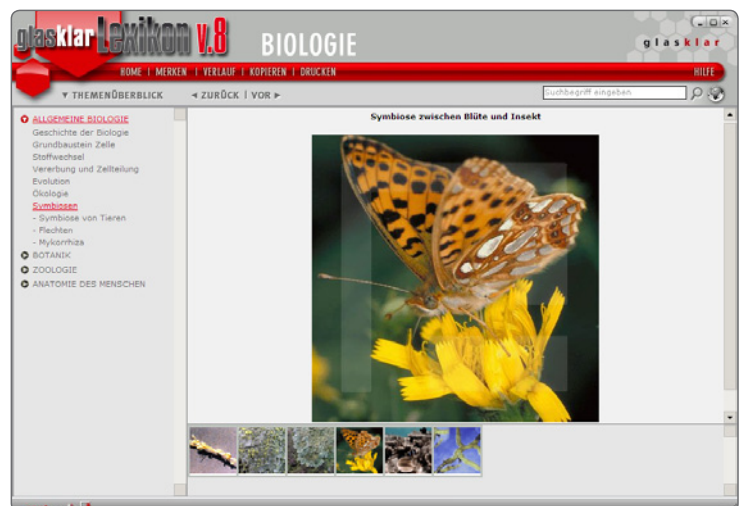 glasklar Lexikon v.8
BIOLOGIE
glasklar
HOME | MERKEN | VERLAUF | KOPIEREN | DRUCKEN
HILFE
▼ THEMENÜBERBLICK
◄ ZURÜCK | VOR ►
Suchbegriff eingeben
ALLGEMEINE BIOLOGIE
Geschichte der Biologie
Grundbaustein Zelle
Stoffwechsel
Vererbung und Zellteilung
Evolution
Ökologie
Symbiosen
- Symbiose von Tieren
- Flechten
- Mykorrhiza
BOTANIK
ZOOLOGIE
ANATOMIE DES MENSCHEN
Symbiose zwischen Blüte und Insekt